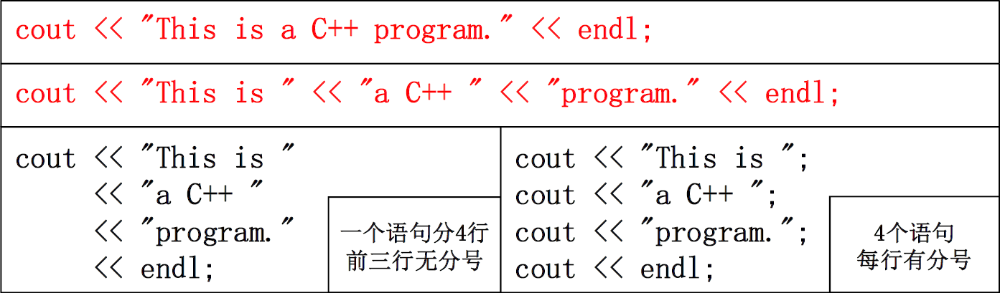 cout << "This is a C++ program." << endl;
cout << "This is " << "a C++ " << "program." << endl;
cout << "This is "
<< "a C++ "
<< "program."
<< endl;
一个语句分4行
前三行无分号
cout << "This is ";
cout << "a C++ ";
cout << "program.";
cout << endl;
4个语句
每行有分号